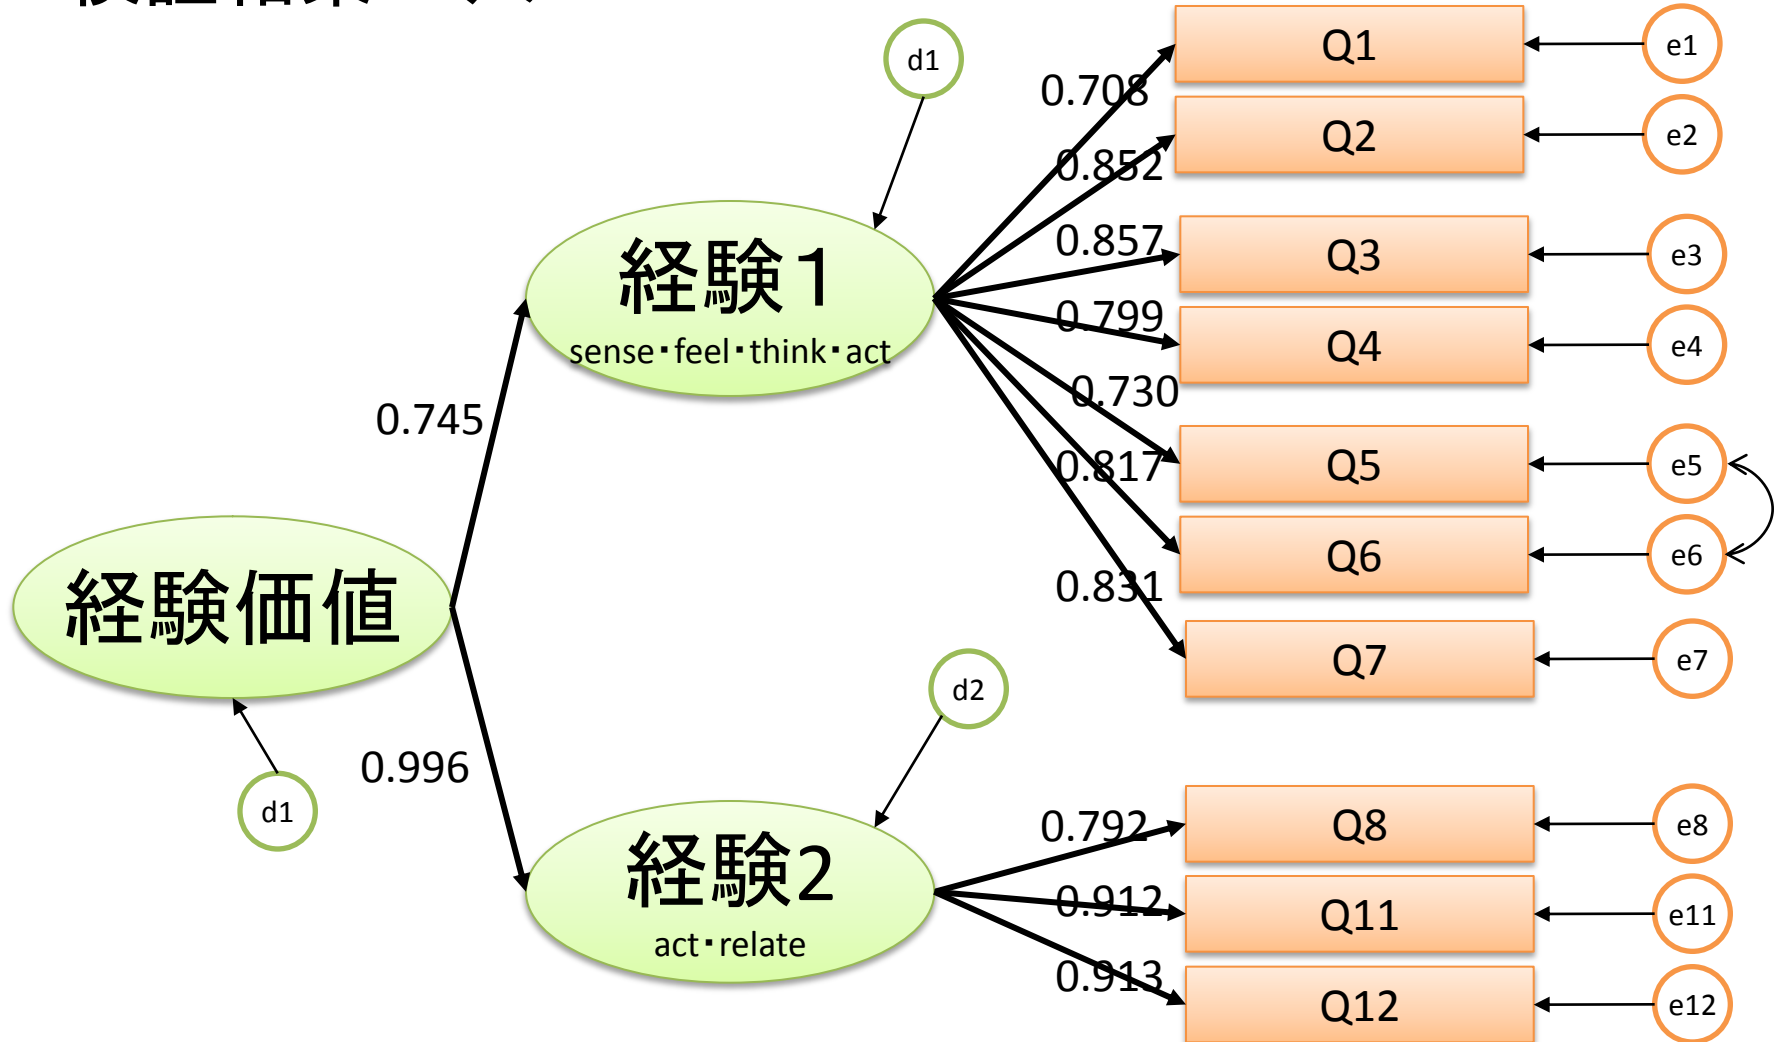 d1
Q1
e1
0.708
Q2
e2
0.852
経験1
sense・feel・think・act
0.857
Q3
e3
0.799
Q4
e4
0.730
0.745
Q5
e5
0.817
Q6
e6
0.831
経験価値
Q7
e7
d2
0.996
d1
経験2
act・relate
0.792
Q8
e8
0.912
Q11
e11
0.913
Q12
e12